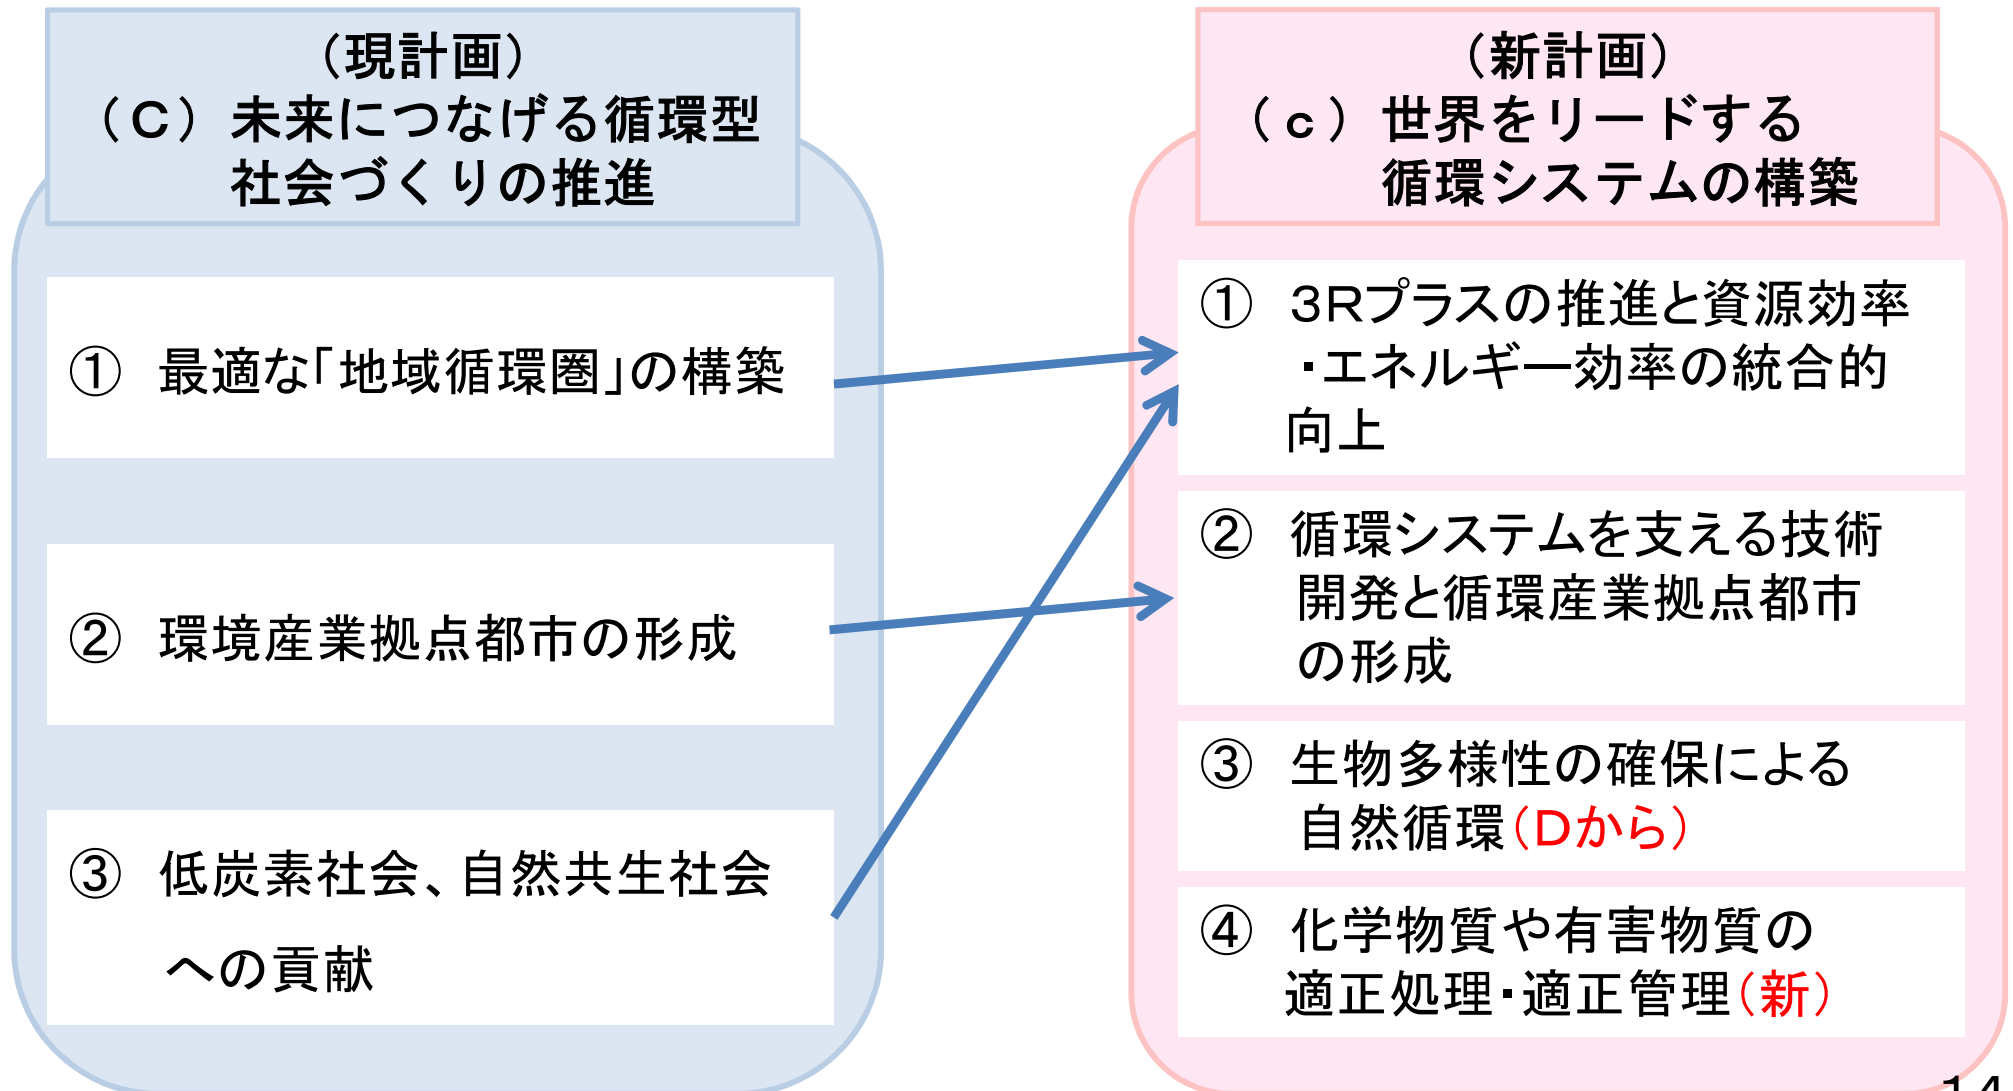 （現計画）
（Ｃ）未来につなげる循環型
社会づくりの推進
① 最適な「地域循環圏」の構築
② 環境産業拠点都市の形成
③ 低炭素社会、自然共生社会
への貢献
（新計画）
（ｃ）世界をリードする
循環システムの構築
① ３Ｒプラスの推進と資源効率
・エネルギー効率の統合的
向上
② 循環システムを支える技術
開発と循環産業拠点都市
の形成
③ 生物多様性の確保による
自然循環（Ｄから）
④ 化学物質や有害物質の
適正処理・適正管理（新）
14